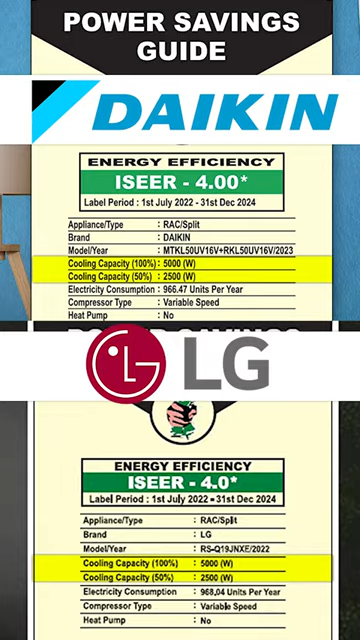 POWER SAVINGS
GUIDE
DAIKIN
ENERGY EFFICIENCY
ISEER - 4.00*
Label Period : 1st July 2022 - 31st Dec 2024
Appliance/Type : RAC/Split
Brand : DAIKIN
Model/Year : MTKL50UV16V+RKL50UV16V/2023
Cooling Capacity (100%): 5000 (W)
Cooling Capacity (50%) : 2500 (W)
Electricity Consumption : 966.47 Units Per Year
Compressor Type : Variable Speed
Heat Pump : No
LG LG
ENERGY EFFICIENCY
ISEER - 4.0*
Label Period : 1st July 2022 - 31st Dec 2024
Appliance/Type : RAC/Split
Brand : LG
Model/Year : RS-Q19JNXE/2022
Cooling Capacity (100%) : 5000 (W)
Cooling Capacity (50%) : 2500 (W)
Electricity Consumption : 968,04 Units Per Year
Compressor Type : Variable Speed
Heat Pump : No